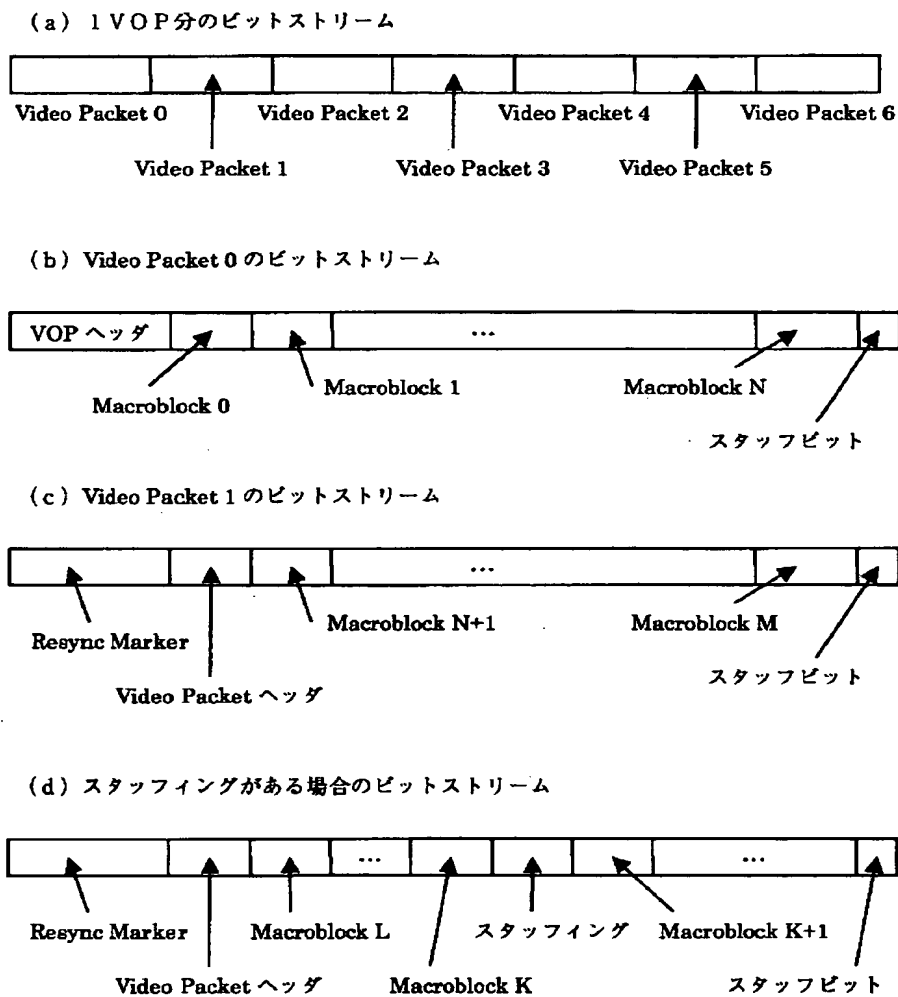 (a) 1VOP分のビットストリーム
Video Packet 0 Video Packet 2 Video Packet 4 Video Packet 6
Video Packet 1 Video Packet 3 Video Packet 5
(b) Video Packet 0 のビットストリーム
VOP ヘッダ ...
Macroblock 0 Macroblock 1 Macroblock N
スタッフビット
(c) Video Packet 1 のビットストリーム
...
Resync Marker Macroblock N+1 Macroblock M
Video Packet ヘッダ スタッフビット
(d) スタッフィングがある場合のビットストリーム
... ...
Resync Marker Macroblock L スタッフィング Macroblock K+1
Video Packet ヘッダ Macroblock K スタッフビット